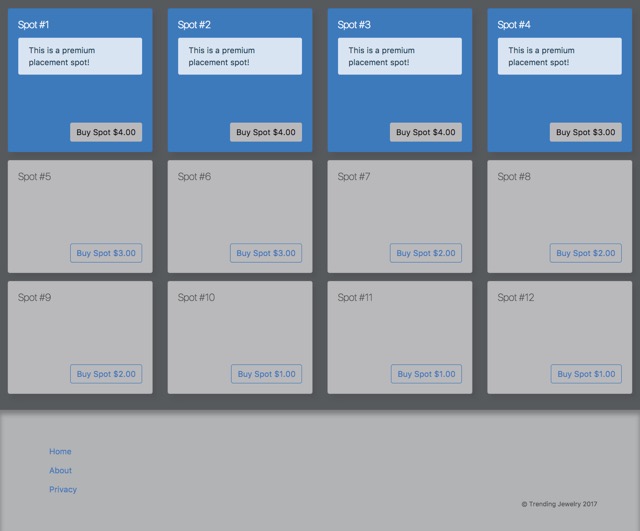 Spot #1
This is a premium
placement spot!
Buy Spot $4.00
Spot #2
This is a premium
placement spot!
Buy Spot $4.00
Spot #3
This is a premium
placement spot!
Buy Spot $4.00
Spot #4
This is a premium
placement spot!
Buy Spot $3.00
Spot #5
Buy Spot $3.00
Spot #6
Buy Spot $3.00
Spot #7
Buy Spot $2.00
Spot #8
Buy Spot $2.00
Spot #9
Buy Spot $2.00
Spot #10
Buy Spot $1.00
Spot #11
Buy Spot $1.00
Spot #12
Buy Spot $1.00
Home
About
Privacy
© Trending Jewelry 2017